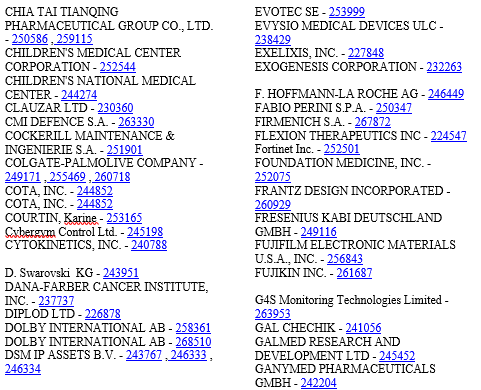 CHIA TAI TIANQING
PHARMACEUTICAL GROUP CO., LTD.
- 250586 , 259115
CHILDREN'S MEDICAL CENTER
CORPORATION - 252544
CHILDREN'S NATIONAL MEDICAL
CENTER - 244274
CLAUZAR LTD - 230360
CMI DEFENCE S.A. - 263330
COCKERILL MAINTENANCE &
INGENIERIE S.A. - 251901
COLGATE-PALMOLIVE COMPANY -
249171 , 255469 , 260718
COTA, INC. - 244852
COTA, INC. - 244852
COURTIN, Karine - 253165
Cybergym Control Ltd. - 245198
CYTOKINETICS, INC. - 240788
D. Swarovski KG - 243951
DANA-FARBER CANCER INSTITUTE,
INC. - 237737
DIPLOD LTD - 226878
DOLBY INTERNATIONAL AB - 258361
DOLBY INTERNATIONAL AB - 268510
DSM IP ASSETS B.V. - 243767 , 246333 ,
246334
EVOTEC SE - 253999
EVYSIO MEDICAL DEVICES ULC -
238429
EXELIXIS, INC. - 227848
EXOGENESIS CORPORATION - 232263
F. HOFFMANN-LA ROCHE AG - 246449
FABIO PERINI S.P.A. - 250347
FIRMENICH S.A. - 267872
FLEXION THERAPEUTICS INC - 224547
Fortinet Inc. - 252501
FOUNDATION MEDICINE, INC. -
252075
FRANTZ DESIGN INCORPORATED -
260929
FRESENIUS KABI DEUTSCHLAND
GMBH - 249116
FUJIFILM ELECTRONIC MATERIALS
U.S.A., INC. - 256843
FUJIKIN INC. - 261687
G4S Monitoring Technologies Limited -
263953
GAL CHECHIK - 241056
GALMED RESEARCH AND
DEVELOPMENT LTD - 245452
GANYMED PHARMACEUTICALS
GMBH - 242204